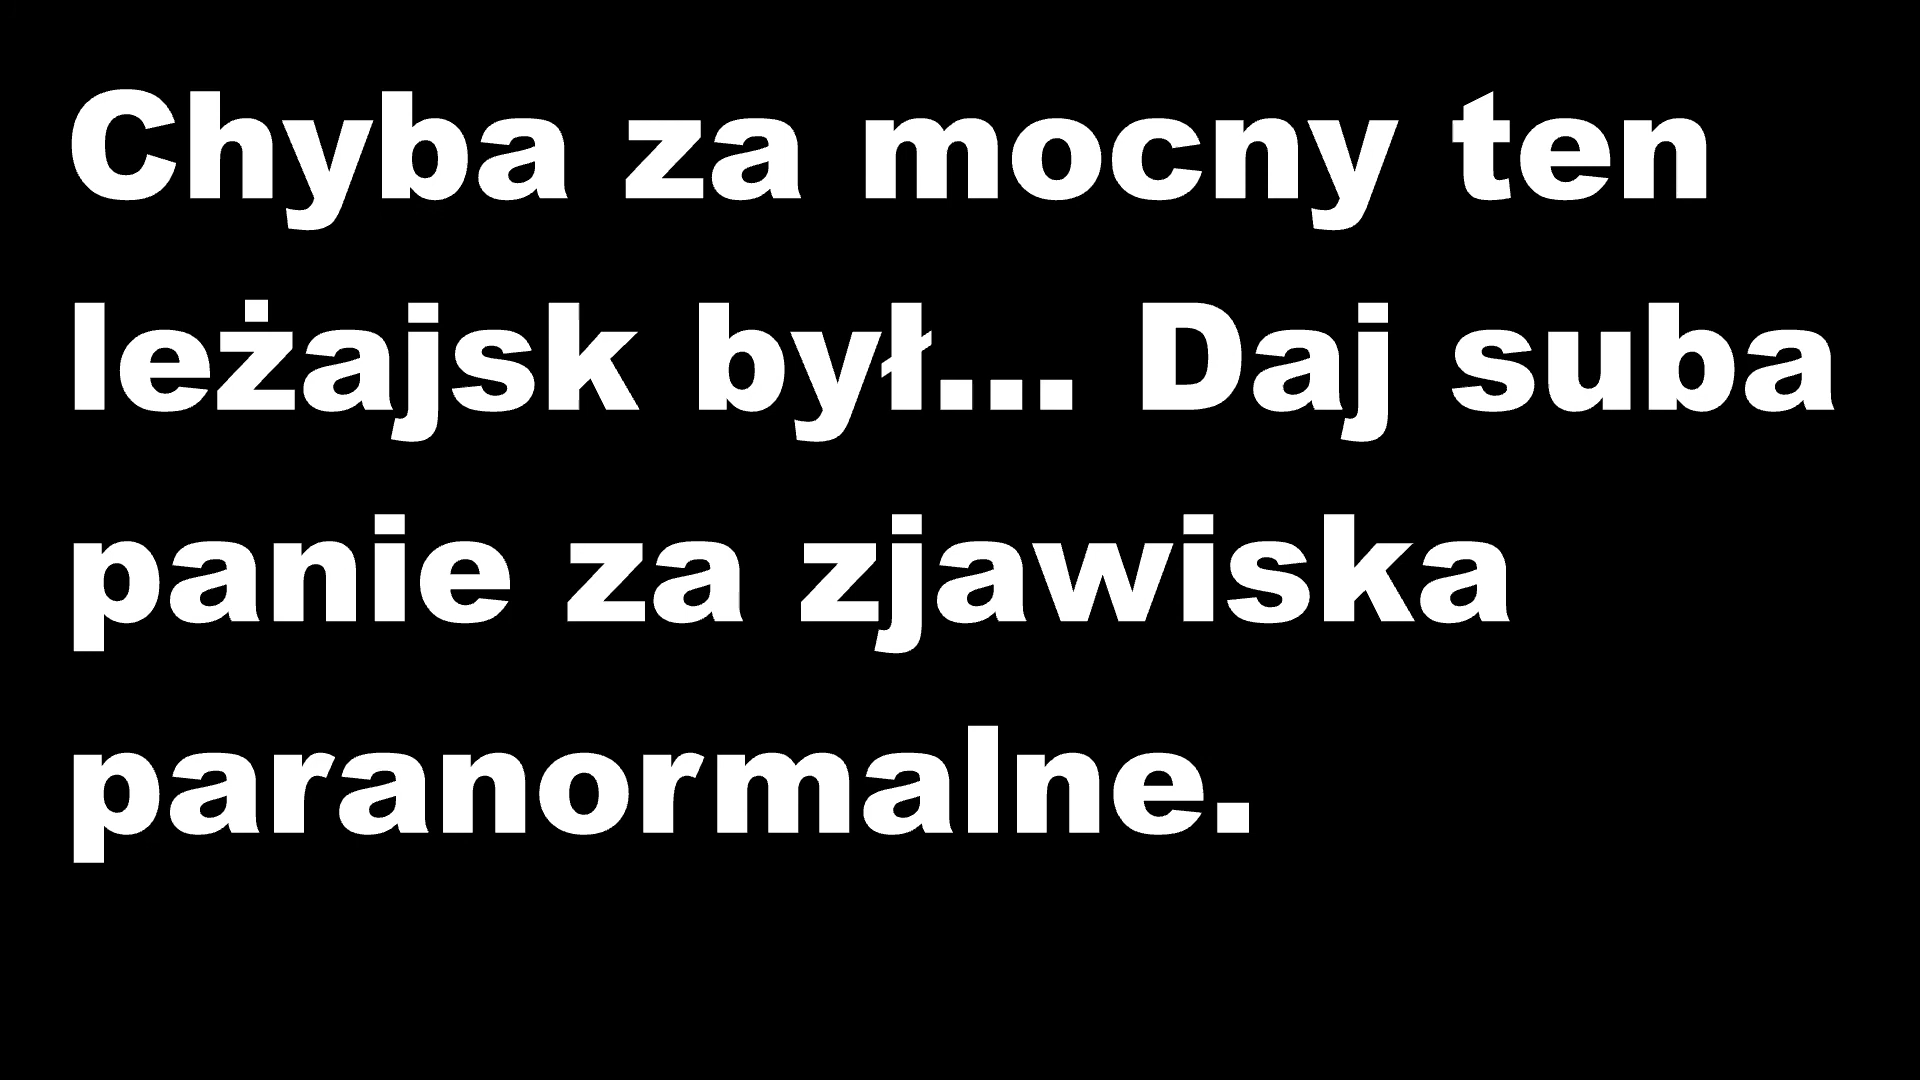 Chyba za mocny ten
leżajsk był... Daj suba
panie za zjawiska
paranormalne.